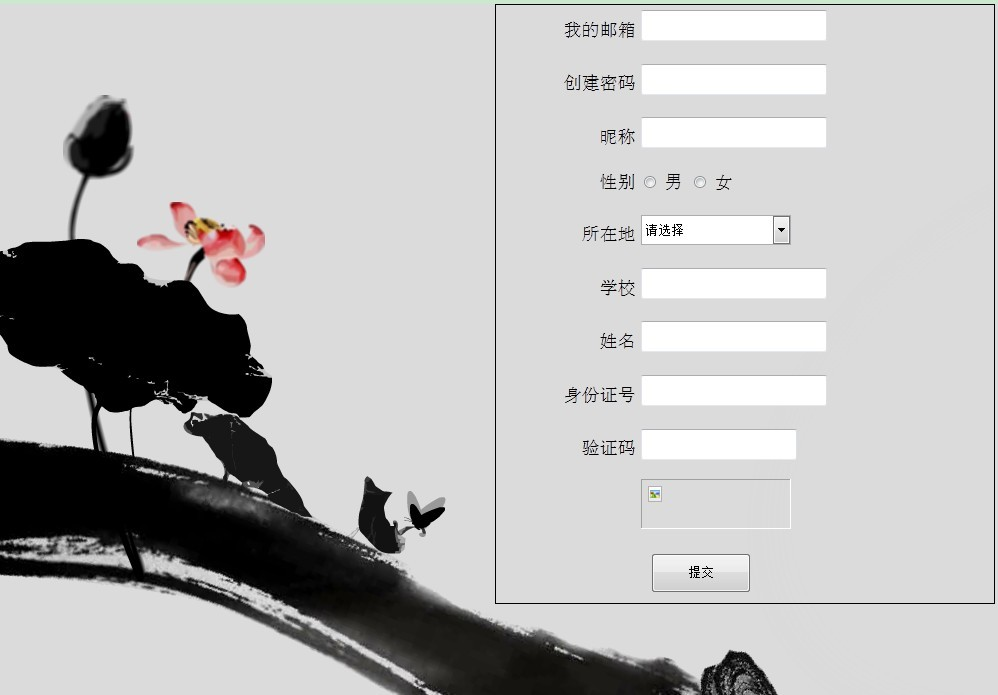 我的邮箱
创建密码
昵称
性别 男 女
所在地 请选择
学校
姓名
身份证号
验证码
提交